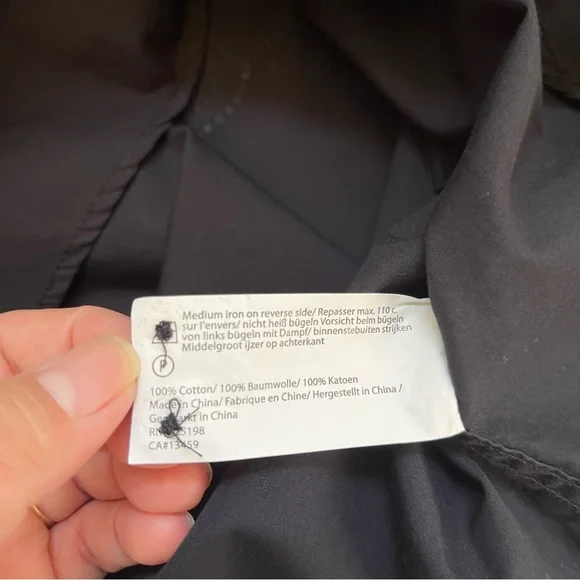 Medium iron on reverse side/ Repasser max. 110 c.
sur l'envers/ nicht heiß bügeln Vorsicht beim bügeln
von links bügeln mit Dampf/ binnenstebuiten strijken
Middelgroot ijzer op achterkant
P
100% Cotton/ 100% Baumwolle/ 100% Katoen
Made in China/ Fabrique en Chine/ Hergestellt in China /
in China
CA#13459